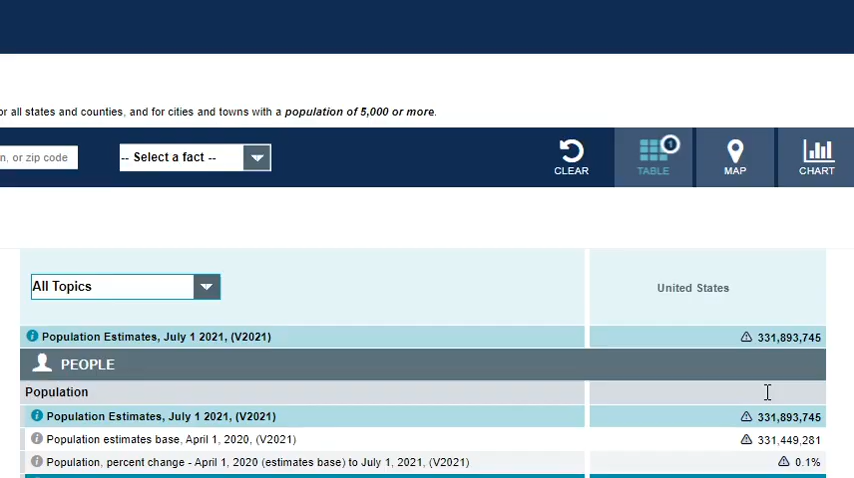 or all states and counties, and for cities and towns with a population of 5,000 or more.
n, or zip code
-- Select a fact --
CLEAR
TABLE
1
MAP
CHART
All Topics
United States
Population Estimates, July 1 2021, (V2021) 331,893,745
PEOPLE
Population
Population Estimates, July 1 2021, (V2021) 331,893,745
Population estimates base, April 1, 2020, (V2021) 331,449,281
Population, percent change - April 1, 2020 (estimates base) to July 1, 2021, (V2021) 0.1%